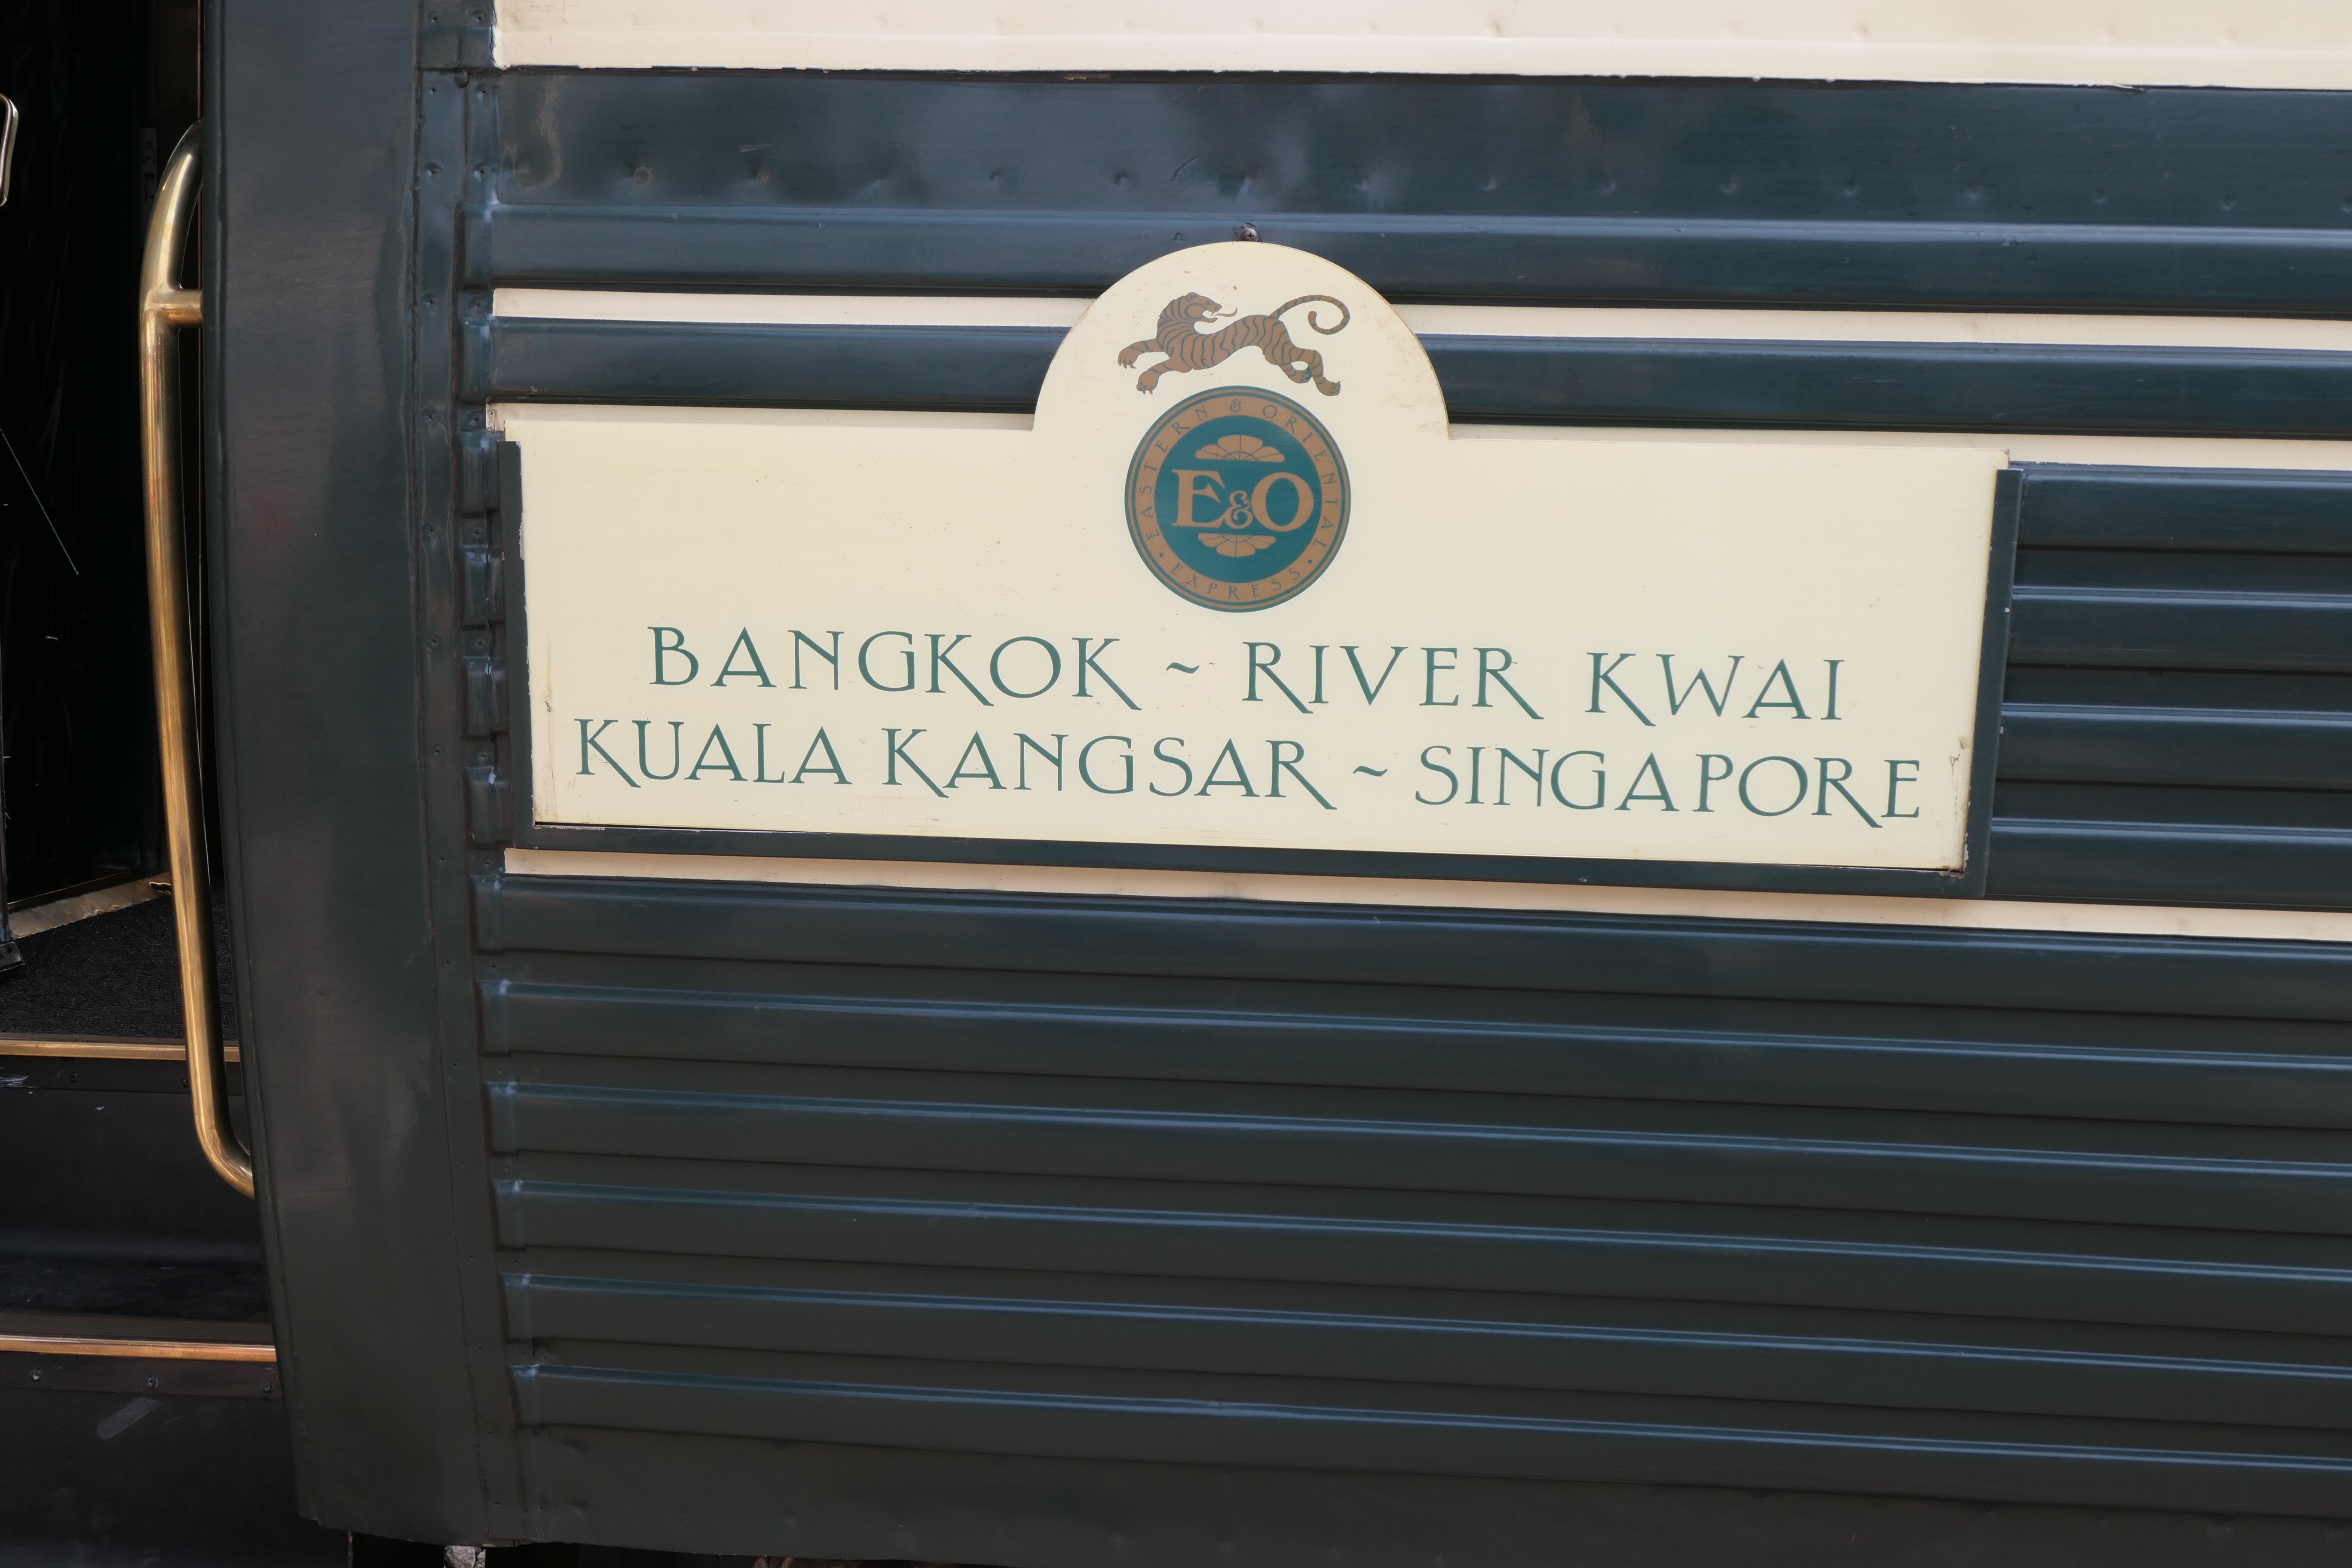 EASTERN & ORIENTAL
E&O
• EXPRESS •
BANGKOK ~ RIVER KWAI
KUALA KANGSAR ~ SINGAPORE